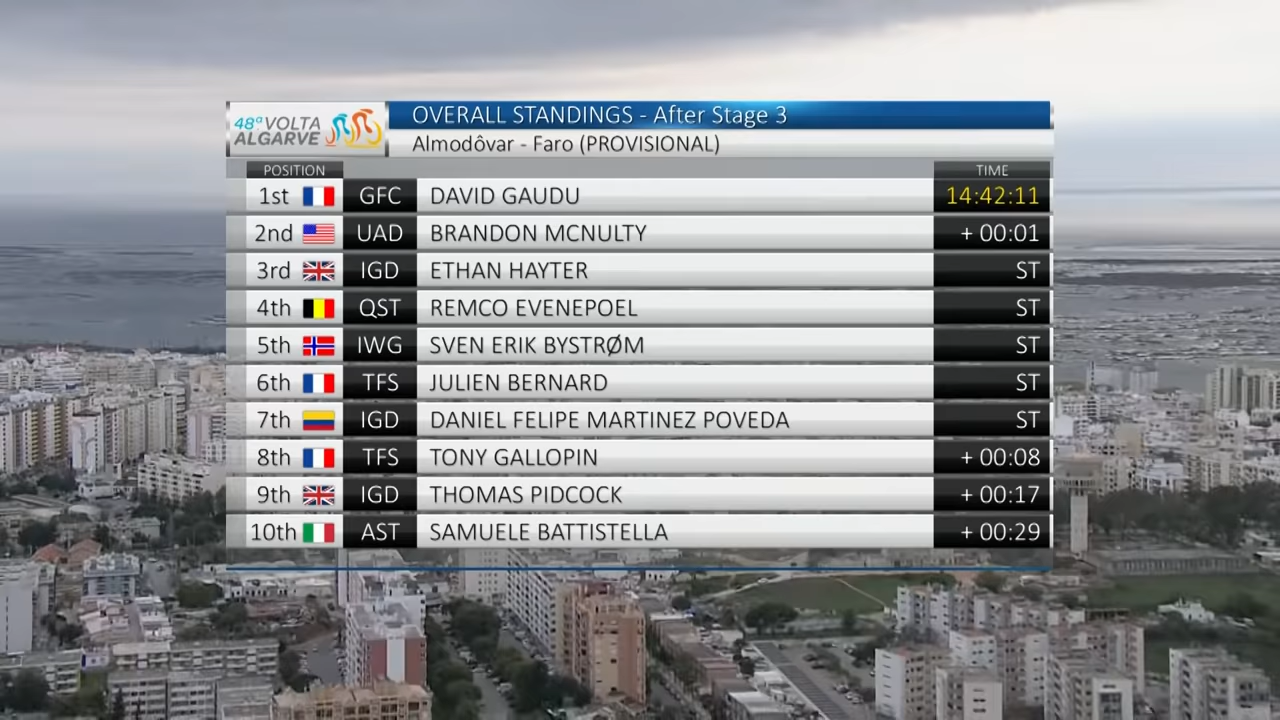 48ª VOLTA
ALGARVE
OVERALL STANDINGS - After Stage 3
Almodôvar - Faro (PROVISIONAL)
POSITION TIME
1st GFC DAVID GAUDU 14:42:11
2nd UAD BRANDON MCNULTY + 00:01
3rd IGD ETHAN HAYTER ST
4th QST REMCO EVENEPOEL ST
5th IWG SVEN ERIK BYSTRØM ST
6th TFS JULIEN BERNARD ST
7th IGD DANIEL FELIPE MARTINEZ POVEDA ST
8th TFS TONY GALLOPIN + 00:08
9th IGD THOMAS PIDCOCK + 00:17
10th AST SAMUELE BATTISTELLA + 00:29